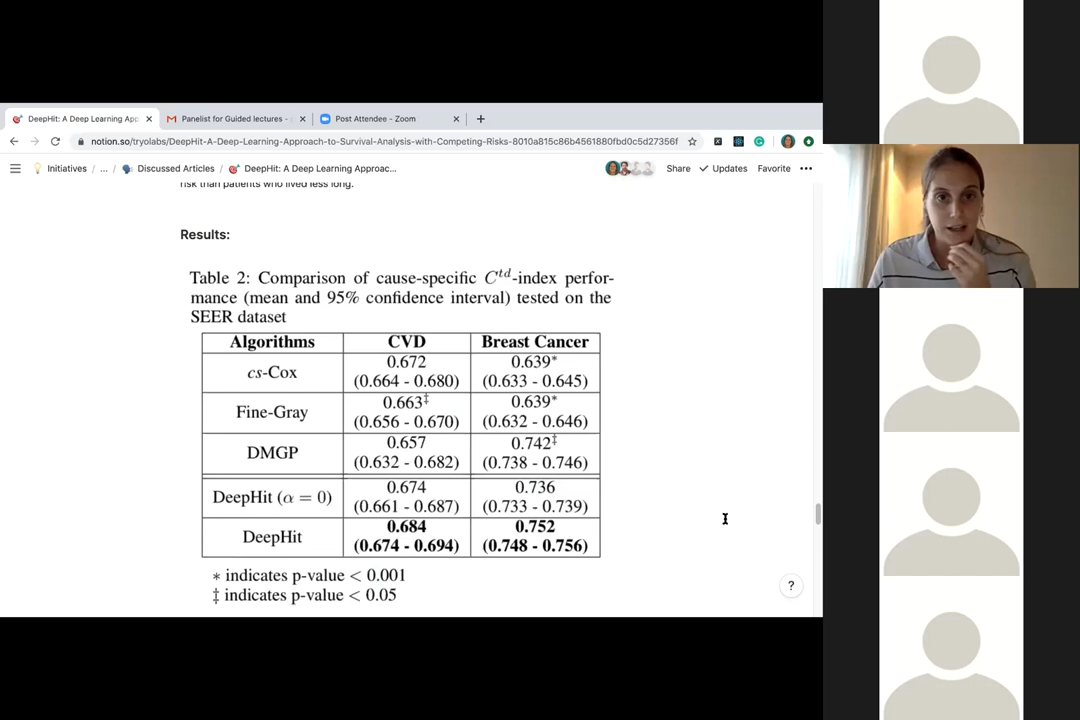 DeepHit: A Deep Learning App
Panelist for Guided lectures -
Post Attendee - Zoom
notion.so/tryolabs/DeepHit-A-Deep-Learning-Approach-to-Survival-Analysis-with-Competing-Risks-8010a815c86b4561880fbd0c5d27356f
Initiatives / ... / Discussed Articles / DeepHit: A Deep Learning Approac...
Share Updates Favorite
risk than patients who lived less long.
Results:
Table 2: Comparison of cause-specific C^td-index perfor-
mance (mean and 95% confidence interval) tested on the
SEER dataset
Algorithms CVD Breast Cancer
cs-Cox 0.672 (0.664 - 0.680) 0.639* (0.633 - 0.645)
Fine-Gray 0.663‡ (0.656 - 0.670) 0.639* (0.632 - 0.646)
DMGP 0.657 (0.632 - 0.682) 0.742‡ (0.738 - 0.746)
DeepHit (α = 0) 0.674 (0.661 - 0.687) 0.736 (0.733 - 0.739)
DeepHit 0.684 (0.674 - 0.694) 0.752 (0.748 - 0.756)
* indicates p-value < 0.001
‡ indicates p-value < 0.05
?